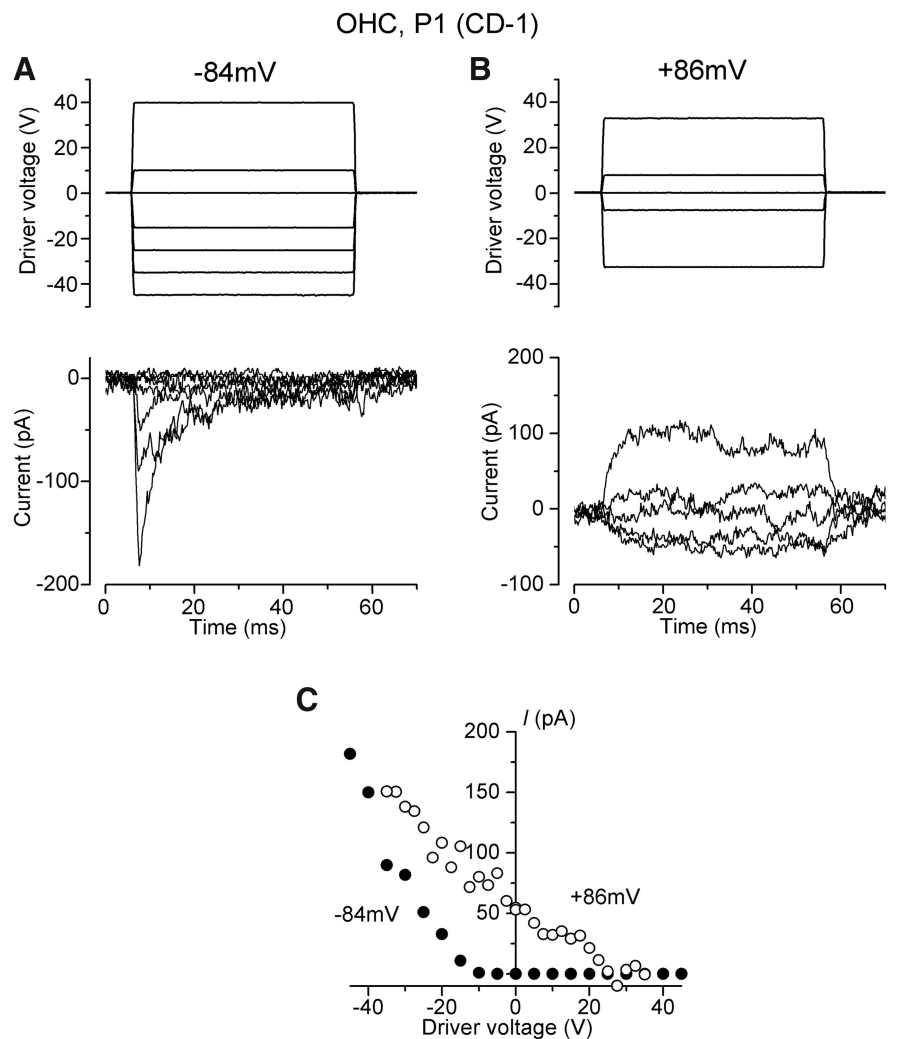 OHC, P1 (CD-1)
A
-84mV
Driver voltage (V)
40
20
0
-20
-40
Current (pA)
0
-100
-200
0
20
40
60
Time (ms)
B
+86mV
Driver voltage (V)
40
20
0
-20
-40
Current (pA)
200
100
0
-100
0
20
40
60
Time (ms)
C
I (pA)
200
150
100
50
-84mV
+86mV
-40
-20
0
20
40
Driver voltage (V)